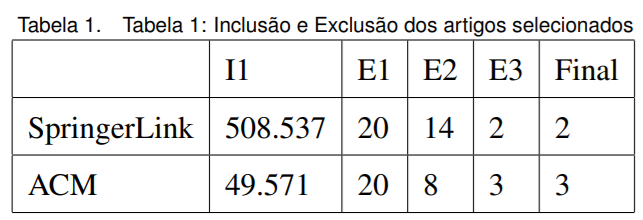 Tabela 1. Tabela 1: Inclusão e Exclusão dos artigos selecionados
I1 E1 E2 E3 Final
SpringerLink 508.537 20 14 2 2
ACM 49.571 20 8 3 3